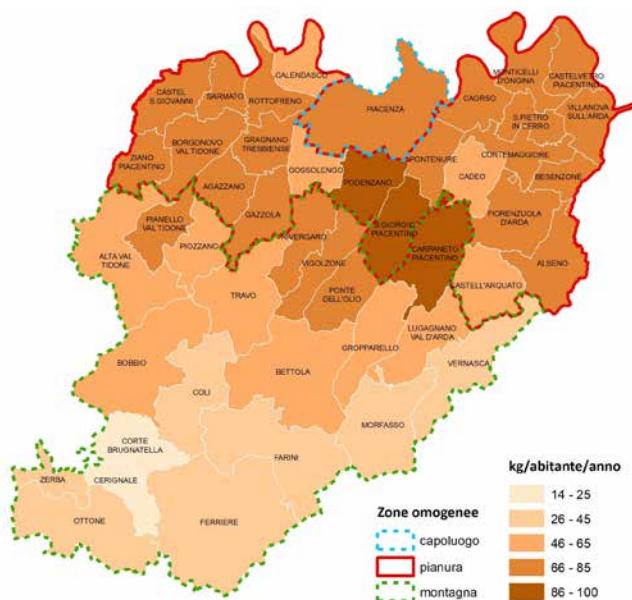 CALENDASCO
CASTEL
S.GIOVANNI
SARMATO
ROTTOFRENO
PIACENZA
MONTICELLI
D'ONGINA
CASTELVETRO
PIACENTINO
CAORSO
VILLANOVA
SULL'ARDA
S.PIETRO
IN CERRO
BORGONOVO
VAL TIDONE
GRAGNANO
TREBBIENSE
ZIANO
PIACENTINO
GOSSOLENGO
PODENZANO
PONTENURE
CORTEMAGGIORE
CADEO
BESENZONE
AGAZZANO
GAZZOLA
PIANELLO
VAL TIDONE
PIOZZANO
ALTA VAL
TIDONE
RIVERGARO
VIGOLZONE
S.GIORGIO
PIACENTINO
CARPANETO
PIACENTINO
FIORENZUOLA
D'ARDA
ALSENO
CASTELL'ARQUATO
TRAVO
PONTE
DELL'OLIO
LUGAGNANO
VAL D'ARDA
GROPPARELLO
VERNASCA
BOBBIO
COLI
BETTOLA
MORFASSO
CORTE
BRUGNATELLA
FARINI
ZERBA
CERIGNALE
OTTONE
FERRIERE
Zone omogenee
capoluogo
pianura
montagna
kg/abitante/anno
14 - 25
26 - 45
46 - 65
66 - 85
86 - 100